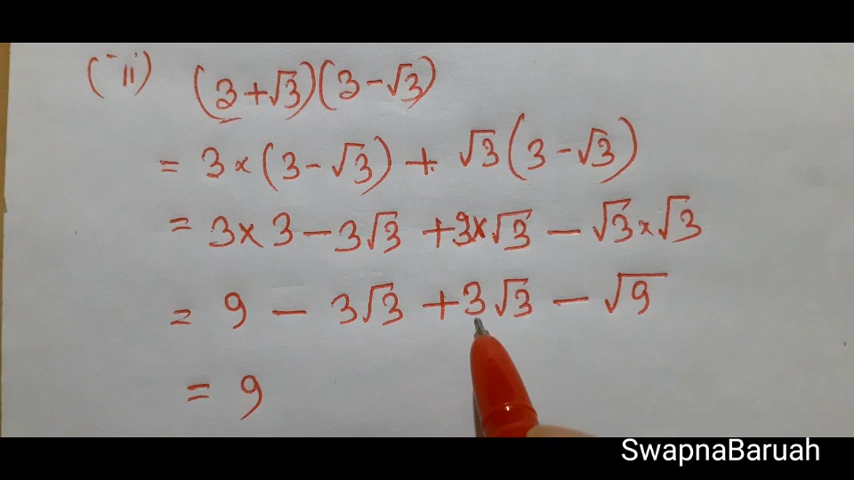 (ii) (3+√3)(3-√3)
= 3×(3-√3) + √3(3-√3)
= 3×3-3√3 +3×√3 - √3×√3
= 9 - 3√3 +3√3 - √9
= 9
SwapnaBaruah